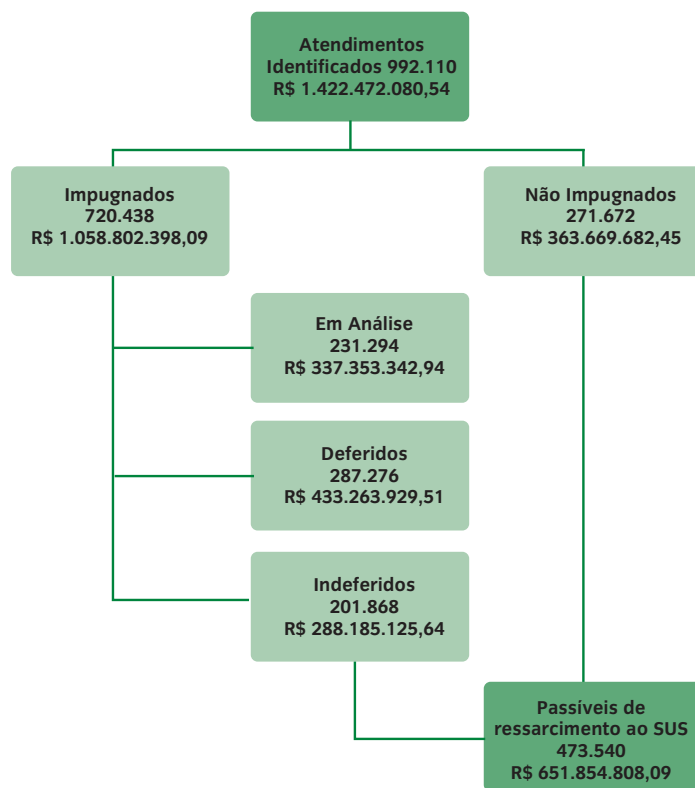 Atendimentos
Identificados 992.110
R$ 1.422.472.080,54
Impugnados
720.438
R$ 1.058.802.398,09
Não Impugnados
271.672
R$ 363.669.682,45
Em Análise
231.294
R$ 337.353.342,94
Deferidos
287.276
R$ 433.263.929,51
Indeferidos
201.868
R$ 288.185.125,64
Passíveis de
ressarcimento ao SUS
473.540
R$ 651.854.808,09